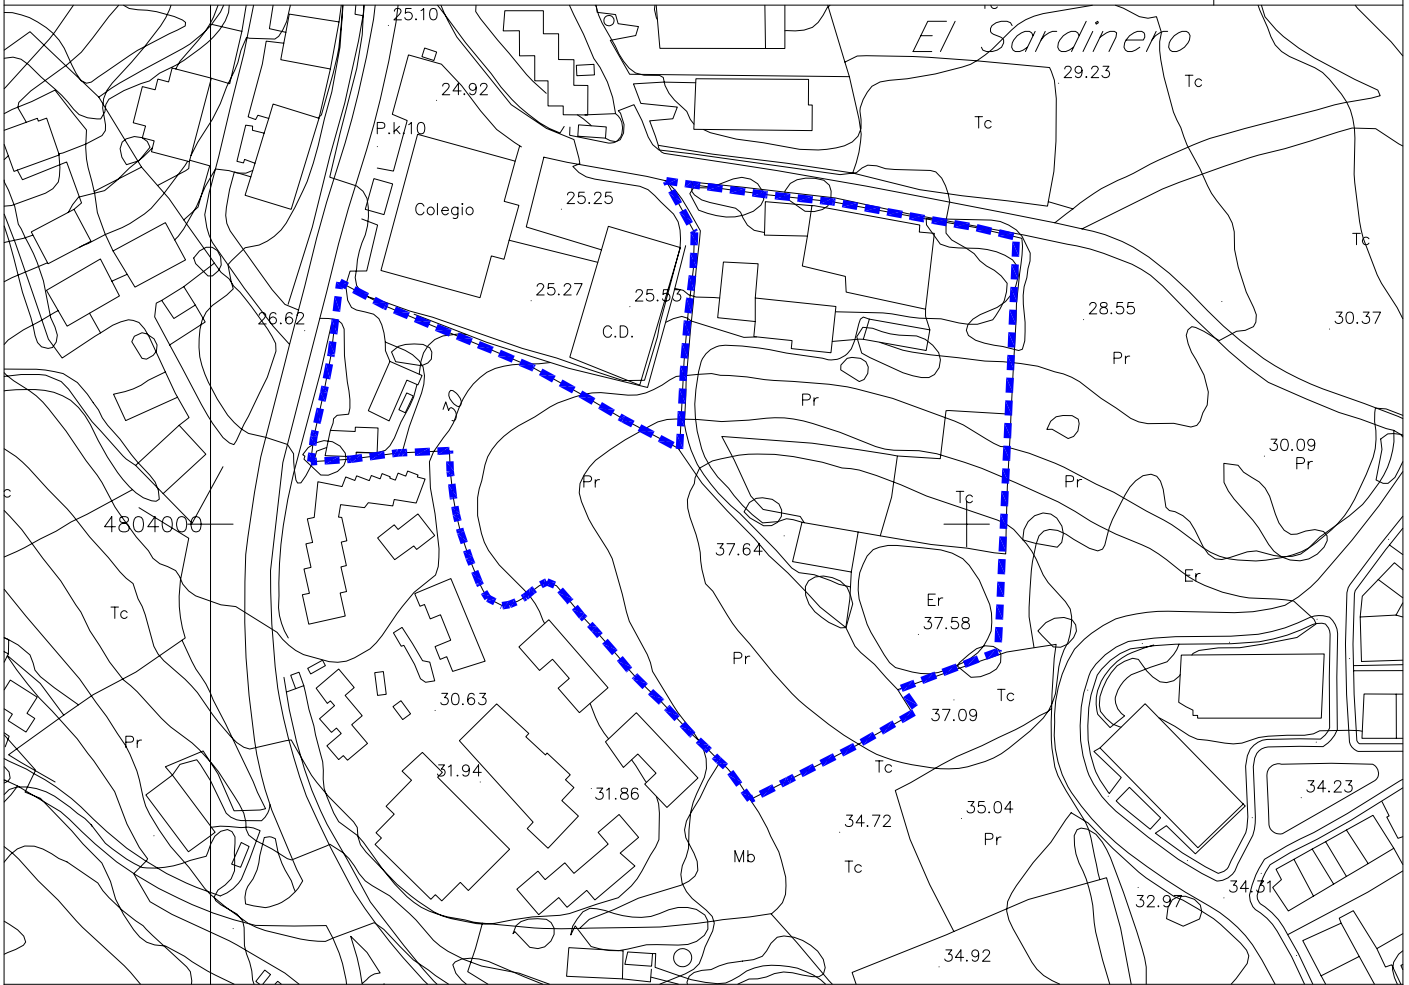 Tc
25.10
El Sardinero
29.23
Tc
24.92
Tc
P.k.10
25.25
Colegio
Tc
25.27
25.53
28.55
26.62
30.37
C.D.
Pr
30
Pr
30.09
Pr
Pr
Pr
c
Tc
4804000
37.64
Er
Er
Tc
37.58
Pr
30.63
Tc
37.09
Pr
Tc
31.94
34.23
31.86
35.04
34.72
Pr
Mb
Tc
34.31
32.97
34.92